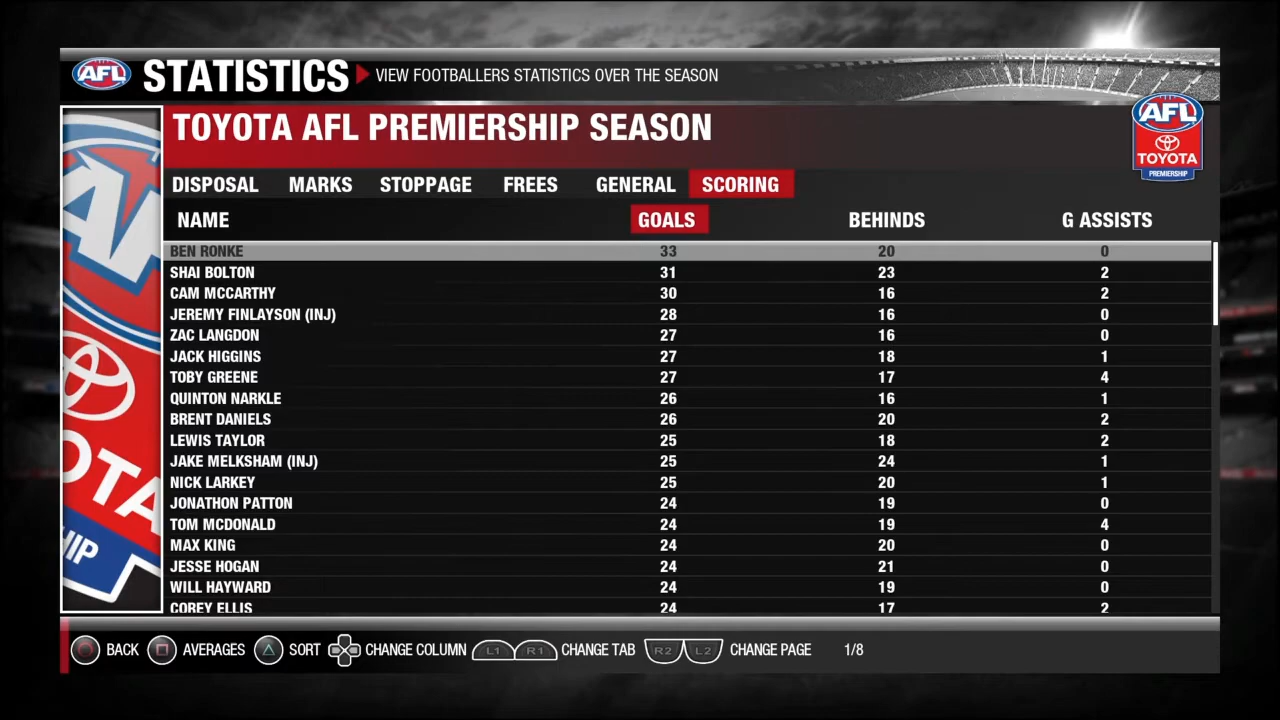 AFL STATISTICS VIEW FOOTBALLERS STATISTICS OVER THE SEASON
TOYOTA AFL PREMIERSHIP SEASON
AFL
TOYOTA
PREMIERSHIP
DISPOSAL MARKS STOPPAGE FREES GENERAL SCORING
NAME GOALS BEHINDS G ASSISTS
BEN RONKE 33 20 0
SHAI BOLTON 31 23 2
CAM MCCARTHY 30 16 2
JEREMY FINLAYSON (INJ) 28 16 0
ZAC LANGDON 27 16 0
JACK HIGGINS 27 18 1
TOBY GREENE 27 17 4
QUINTON NARKLE 26 16 1
BRENT DANIELS 26 20 2
LEWIS TAYLOR 25 18 2
JAKE MELKSHAM (INJ) 25 24 1
NICK LARKEY 25 20 1
JONATHON PATTON 24 19 0
TOM MCDONALD 24 19 4
MAX KING 24 20 0
JESSE HOGAN 24 21 0
WILL HAYWARD 24 19 0
COREY ELLIS 24 17 2
OTA
HIP
BACK AVERAGES SORT CHANGE COLUMN L1 R1 CHANGE TAB R2 L2 CHANGE PAGE 1/8